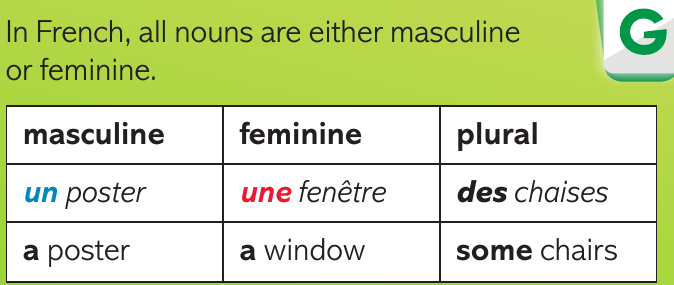 In French, all nouns are either masculine
or feminine.
G
masculine feminine plural
un poster une fenêtre des chaises
a poster a window some chairs